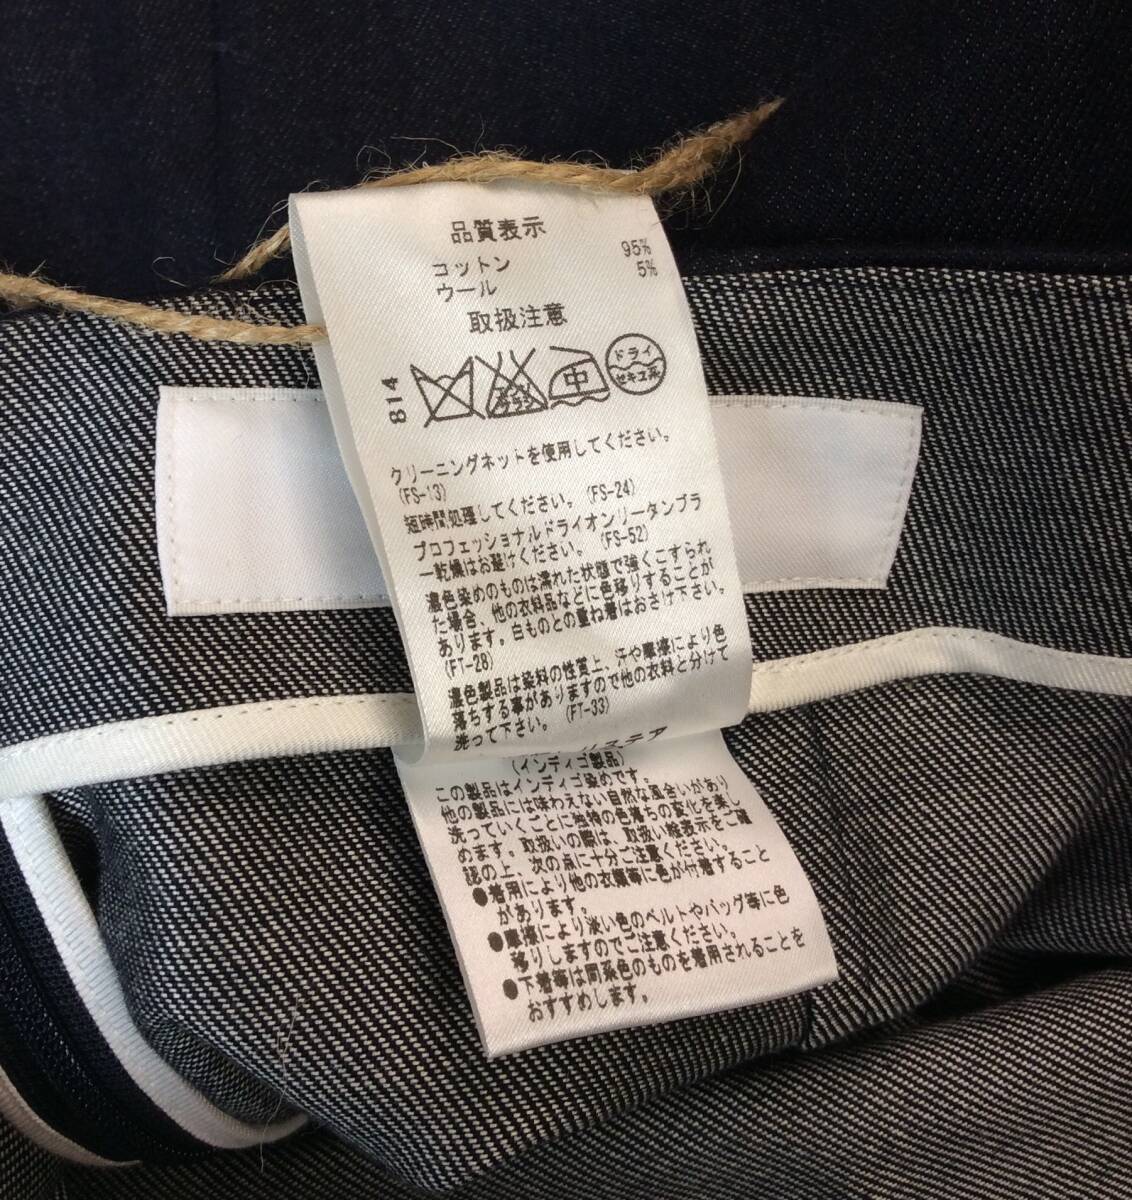 品質表示
コットン 95%
ウール 5%
取扱注意
814
エンソサラシ
中
ドライ
セキユ系
クリーニングネットを使用してください。
(FS-13)
短時間処理してください。(FS-24)
プロフェッショナルドライオンリータンブラ
ー乾燥はお避けください。(FS-52)
濃色染めのものは濡れた状態で強くこすられ
た場合、他の衣料品などに色移りすることが
あります。白ものとの重ね着はおさけ下さい。
(FT-28)
濃色製品は染料の性質上、汗や摩擦により色
落ちする事がありますので他の衣料と分けて
洗って下さい。(FT-33)
(インディゴ製品)
この製品はインディゴ染めです。
他の製品には味わえない自然な風合いがあり
洗っていくごとに独特の色落ちの変化を楽し
めます。取扱いの際は、取扱い絵表示をご確
認の上、次の点に十分ご注意ください。
●着用により他の衣類等に色が付着すること
があります。
●摩擦により淡い色のベルトやバッグ等に色
移りしますのでご注意ください。
●下着等は同系色のものを着用されることを
おすすめします。